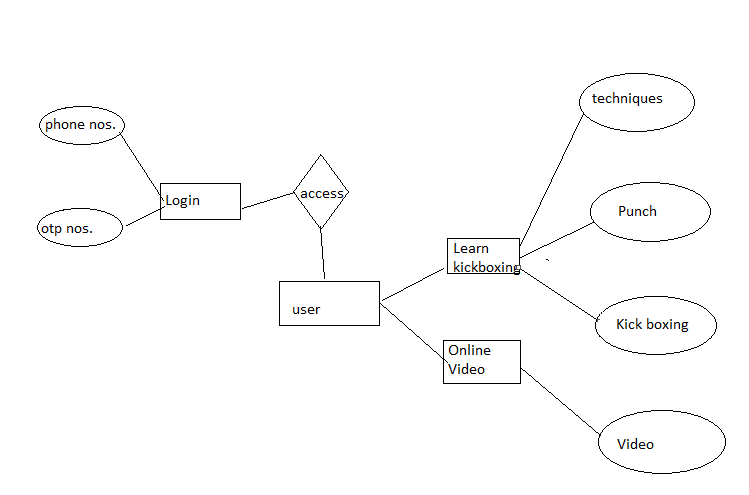 techniques
phone nos.
Login
access
Punch
otp nos.
Learn
kickboxing
user
Kick boxing
Online
Video
Video